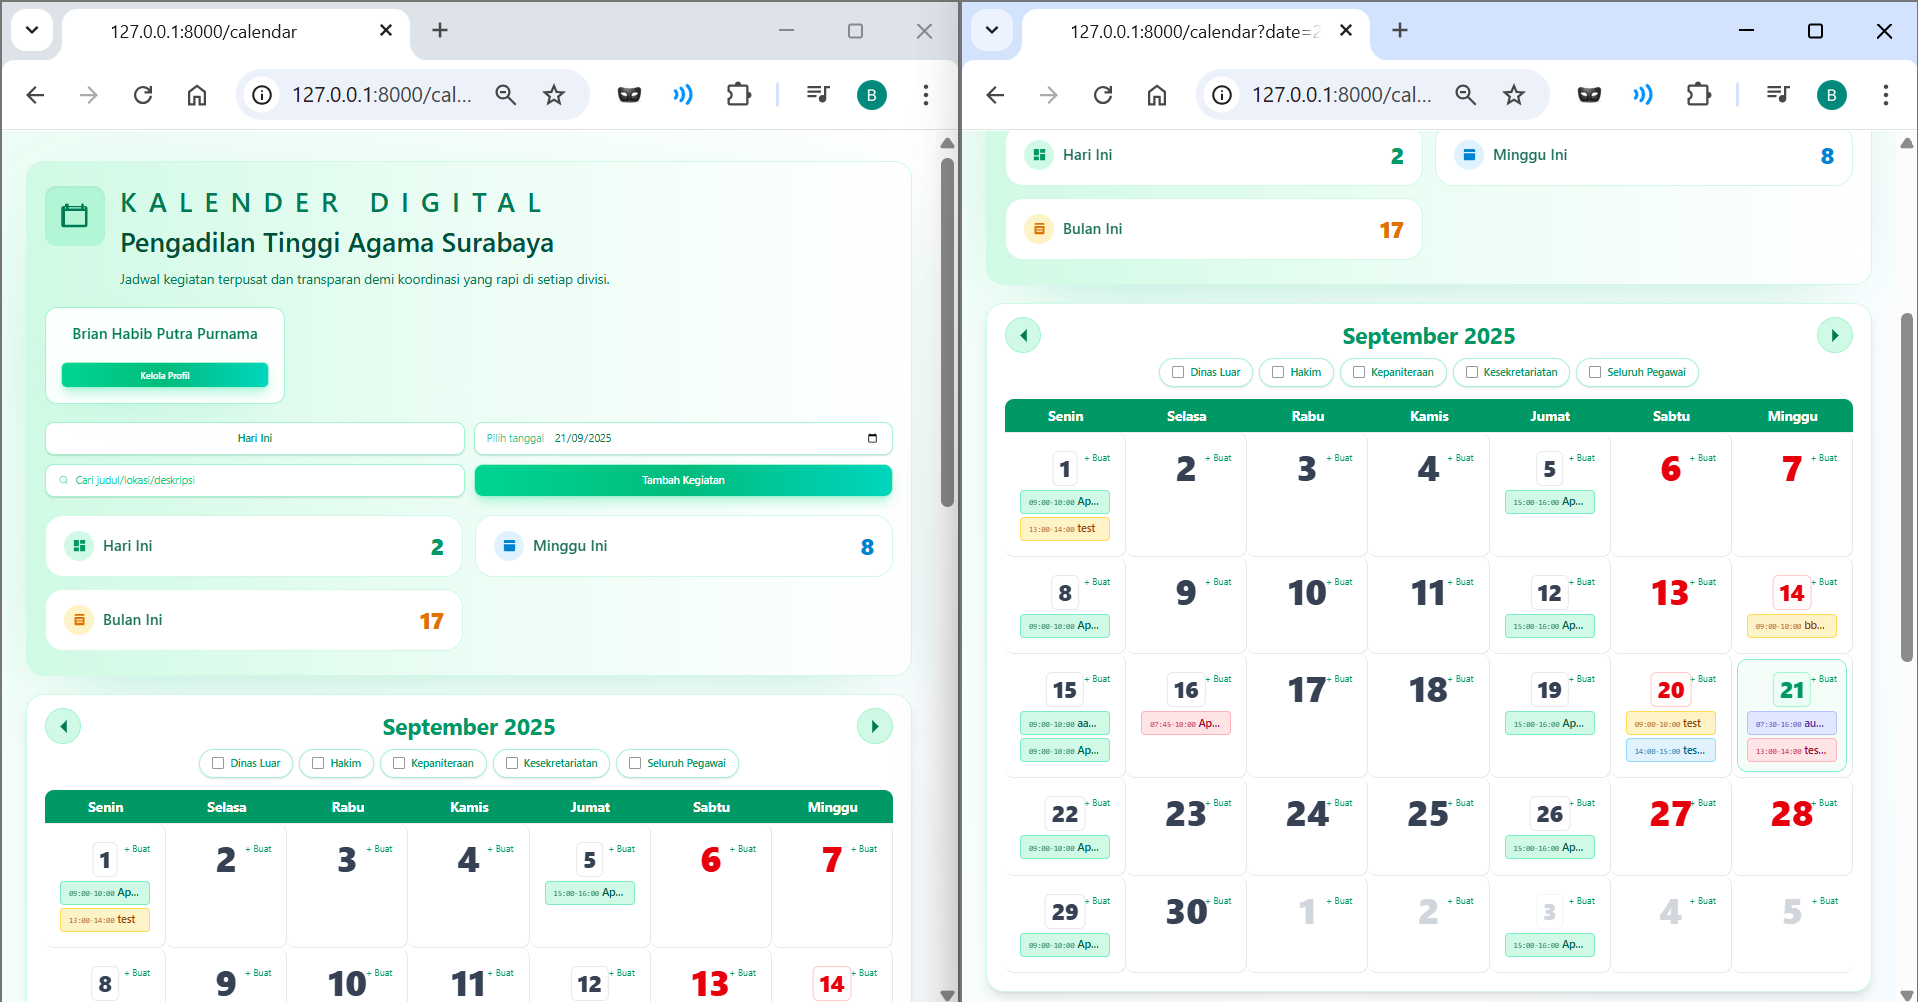 127.0.0.1:8000/calendar
127.0.0.1:8000/cal...
B
KALENDER DIGITAL
Pengadilan Tinggi Agama Surabaya
Jadwal kegiatan terpusat dan transparan demi koordinasi yang rapi di setiap divisi.
Brian Habib Putra Purnama
Kelola Profil
Hari Ini
Pilih tanggal 21/09/2025
Cari judul/lokasi/deskripsi
Tambah Kegiatan
Hari Ini 2
Minggu Ini 8
Bulan Ini 17
September 2025
Dinas Luar Hakim Kepaniteraan Kesekretariatan Seluruh Pegawai
Senin Selasa Rabu Kamis Jumat Sabtu Minggu
1 + Buat 2 + Buat 3 + Buat 4 + Buat 5 + Buat 6 + Buat 7 + Buat
09:00-10:00 Ap... 15:00-16:00 Ap...
13:00-14:00 test
8 + Buat 9 + Buat 10 + Buat 11 + Buat 12 + Buat 13 + Buat 14 + Buat
127.0.0.1:8000/calendar?date=2
127.0.0.1:8000/cal...
B
Hari Ini 2
Minggu Ini 8
Bulan Ini 17
September 2025
Dinas Luar Hakim Kepaniteraan Kesekretariatan Seluruh Pegawai
Senin Selasa Rabu Kamis Jumat Sabtu Minggu
1 + Buat 2 + Buat 3 + Buat 4 + Buat 5 + Buat 6 + Buat 7 + Buat
09:00-10:00 Ap... 15:00-16:00 Ap...
13:00-14:00 test
8 + Buat 9 + Buat 10 + Buat 11 + Buat 12 + Buat 13 + Buat 14 + Buat
09:00-10:00 Ap... 15:00-16:00 Ap... 09:00-10:00 bb...
15 + Buat 16 + Buat 17 + Buat 18 + Buat 19 + Buat 20 + Buat 21 + Buat
09:00-10:00 aa... 07:45-10:00 Ap... 15:00-16:00 Ap... 09:00-10:00 test 07:30-16:00 au...
09:00-10:00 Ap... 14:00-15:00 tes... 13:00-14:00 tes...
22 + Buat 23 + Buat 24 + Buat 25 + Buat 26 + Buat 27 + Buat 28 + Buat
09:00-10:00 Ap... 15:00-16:00 Ap...
29 + Buat 30 + Buat 1 + Buat 2 + Buat 3 + Buat 4 + Buat 5 + Buat
09:00-10:00 Ap... 15:00-16:00 Ap...